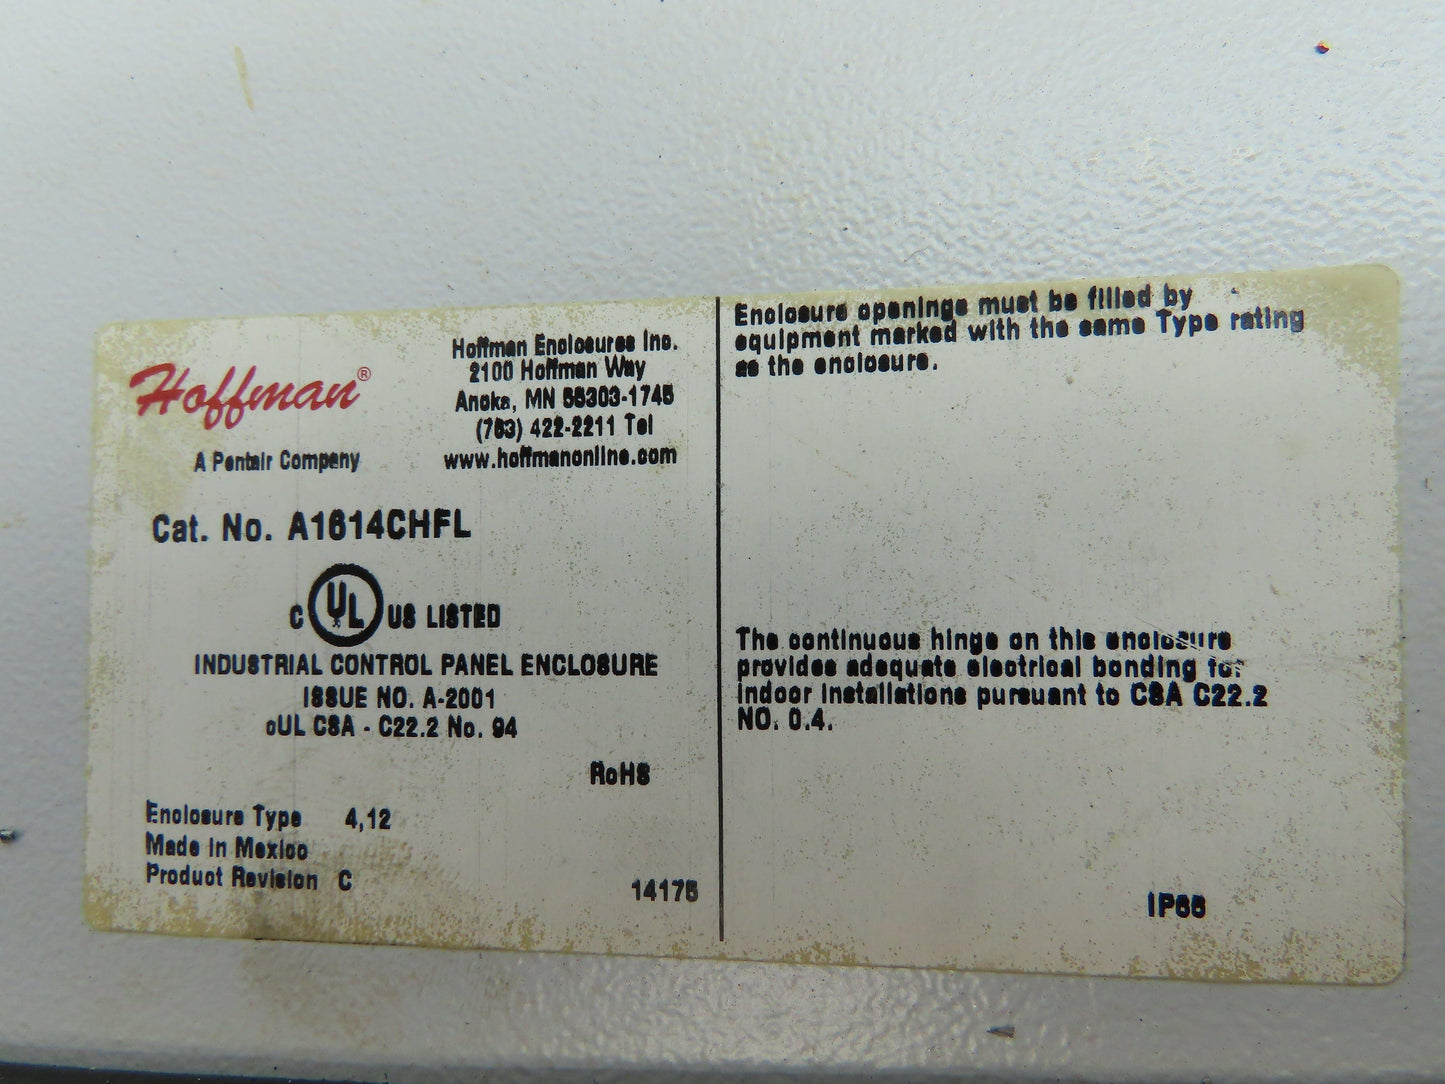 Hoffman®
A Pentair Company
Hoffman Enclosures Inc.
2100 Hoffman Way
Anoka, MN 55303-1745
(763) 422-2211 Tel
www.hoffmanonline.com
Cat. No. A1614CHFL
C UL US LISTED
INDUSTRIAL CONTROL PANEL ENCLOSURE
ISSUE NO. A-2001
cUL CSA - C22.2 No. 94
RoHS
Enclosure Type 4,12
Made in Mexico
Product Revision C
14175
Enclosure openings must be filled by
equipment marked with the same Type rating
as the enclosure.
The continuous hinge on this enclosure
provides adequate electrical bonding for
indoor installations pursuant to CSA C22.2
NO. 0.4.
IP66